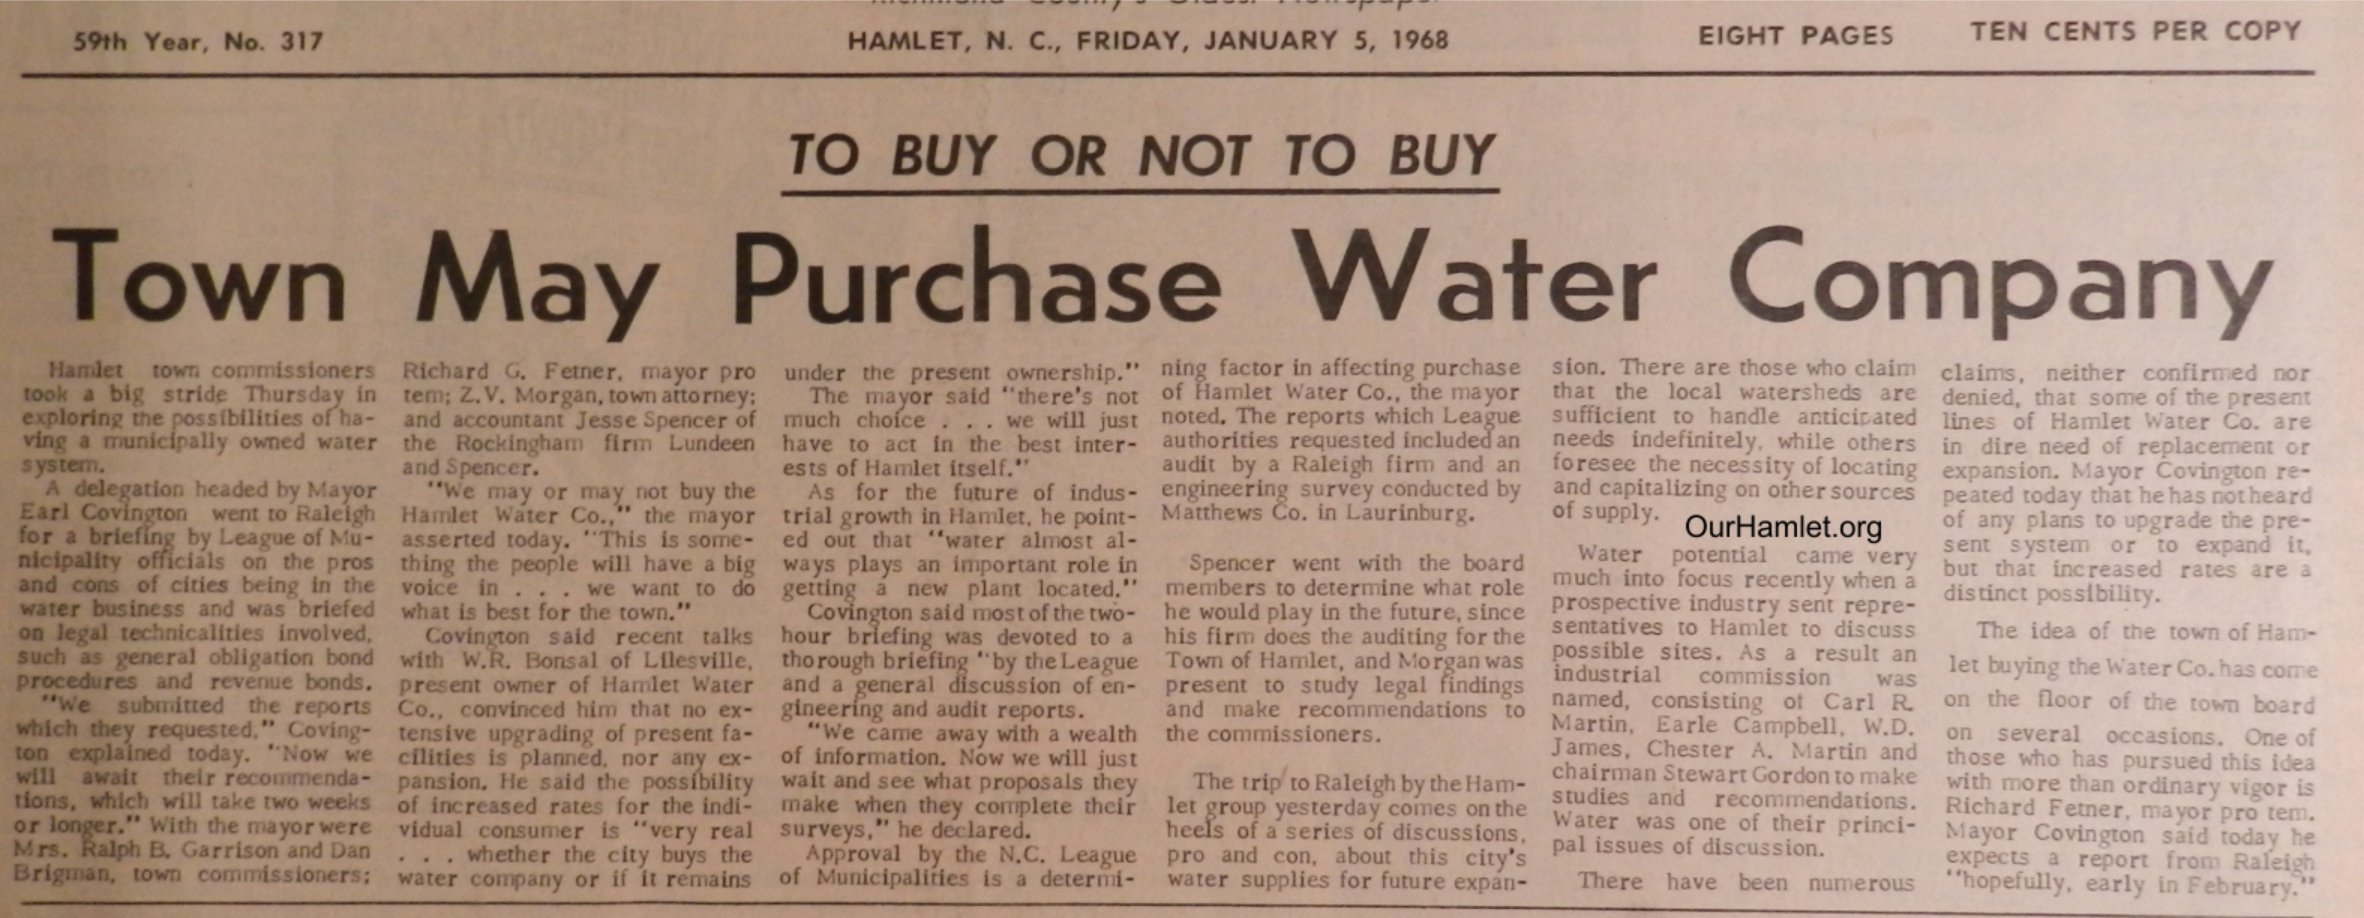 59th Year, No. 317
HAMLET, N. C., FRIDAY, JANUARY 5, 1968
EIGHT PAGES
TEN CENTS PER COPY
TO BUY OR NOT TO BUY
Town May Purchase Water Company
Hamlet town commissioners
took a big stride Thursday in
exploring the possibilities of ha-
ving a municipally owned water
system.
A delegation headed by Mayor
Earl Covington went to Raleigh
for a briefing by League of Mu-
nicipality officials on the pros
and cons of cities being in the
water business and was briefed
on legal technicalities involved,
such as general obligation bond
procedures and revenue bonds.
"We submitted the reports
which they requested," Coving-
ton explained today. "Now we
will await their recommenda-
tions, which will take two weeks
or longer." With the mayor were
Mrs. Ralph B. Garrison and Dan
Brigman, town commissioners;
Richard G. Fetner, mayor pro
tem; Z.V. Morgan, town attorney;
and accountant Jesse Spencer of
the Rockingham firm Lundeen
and Spencer.
"We may or may not buy the
Hamlet Water Co.," the mayor
asserted today. "This is some-
thing the people will have a big
voice in . . . we want to do
what is best for the town."
Covington said recent talks
with W.R. Bonsal of Lilesville,
present owner of Hamlet Water
Co., convinced him that no ex-
tensive upgrading of present fa-
cilities is planned, nor any ex-
pansion. He said the possibility
of increased rates for the indi-
vidual consumer is "very real
. . . whether the city buys the
water company or if it remains
under the present ownership."
The mayor said "there's not
much choice . . . we will just
have to act in the best inter-
ests of Hamlet itself."
As for the future of indus-
trial growth in Hamlet, he point-
ed out that "water almost al-
ways plays an important role in
getting a new plant located."
Covington said most of the two-
hour briefing was devoted to a
thorough briefing "by the League
and a general discussion of en-
gineering and audit reports.
"We came away with a wealth
of information. Now we will just
wait and see what proposals they
make when they complete their
surveys," he declared.
Approval by the N.C. League
of Municipalities is a determi-
ning factor in affecting purchase
of Hamlet Water Co., the mayor
noted. The reports which League
authorities requested included an
audit by a Raleigh firm and an
engineering survey conducted by
Matthews Co. in Laurinburg.
Spencer went with the board
members to determine what role
he would play in the future, since
his firm does the auditing for the
Town of Hamlet, and Morgan was
present to study legal findings
and make recommendations to
the commissioners.
The trip to Raleigh by the Ham-
let group yesterday comes on the
heels of a series of discussions,
pro and con, about this city's
water supplies for future expan-
sion. There are those who claim
that the local watersheds are
sufficient to handle anticipated
needs indefinitely, while others
foresee the necessity of locating
and capitalizing on other sources
of supply.
OurHamlet.org
Water potential came very
much into focus recently when a
prospective industry sent repre-
sentatives to Hamlet to discuss
possible sites. As a result an
industrial commission was
named, consisting of Carl R.
Martin, Earle Campbell, W.D.
James, Chester A. Martin and
chairman Stewart Gordon to make
studies and recommendations.
Water was one of their princi-
pal issues of discussion.
There have been numerous
claims, neither confirmed nor
denied, that some of the present
lines of Hamlet Water Co. are
in dire need of replacement or
expansion. Mayor Covington re-
peated today that he has not heard
of any plans to upgrade the pre-
sent system or to expand it,
but that increased rates are a
distinct possibility.
The idea of the town of Ham-
let buying the Water Co. has come
on the floor of the town board
on several occasions. One of
those who has pursued this idea
with more than ordinary vigor is
Richard Fetner, mayor pro tem.
Mayor Covington said today he
expects a report from Raleigh
"hopefully, early in February."